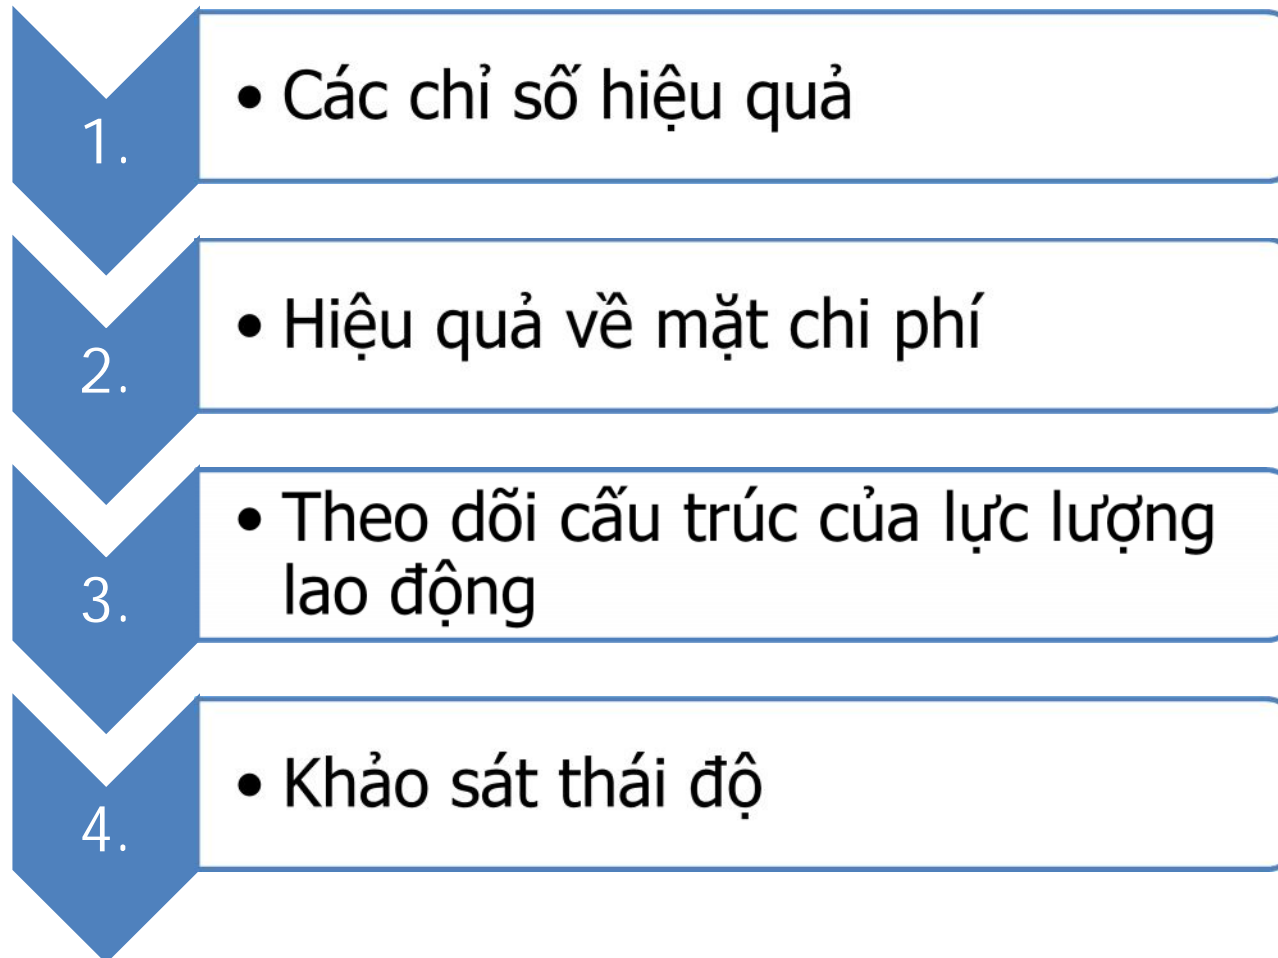 1.
• Các chỉ số hiệu quả
2.
• Hiệu quả về mặt chi phí
3.
• Theo dõi cấu trúc của lực lượng
lao động
4.
• Khảo sát thái độ